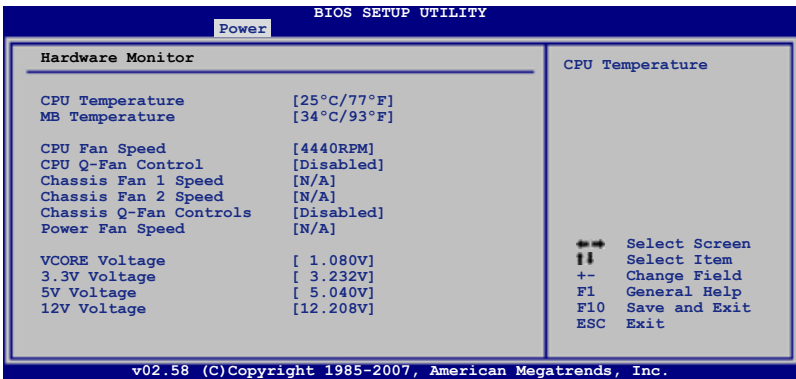 BIOS SETUP UTILITY
Power
Hardware Monitor
CPU Temperature [25°C/77°F]
MB Temperature [34°C/93°F]
CPU Fan Speed [4440RPM]
CPU Q-Fan Control [Disabled]
Chassis Fan 1 Speed [N/A]
Chassis Fan 2 Speed [N/A]
Chassis Q-Fan Controls [Disabled]
Power Fan Speed [N/A]
VCORE Voltage [ 1.080V]
3.3V Voltage [ 3.232V]
5V Voltage [ 5.040V]
12V Voltage [12.208V]
CPU Temperature
←→ Select Screen
↑↓ Select Item
+- Change Field
F1 General Help
F10 Save and Exit
ESC Exit
v02.58 (C)Copyright 1985-2007, American Megatrends, Inc.